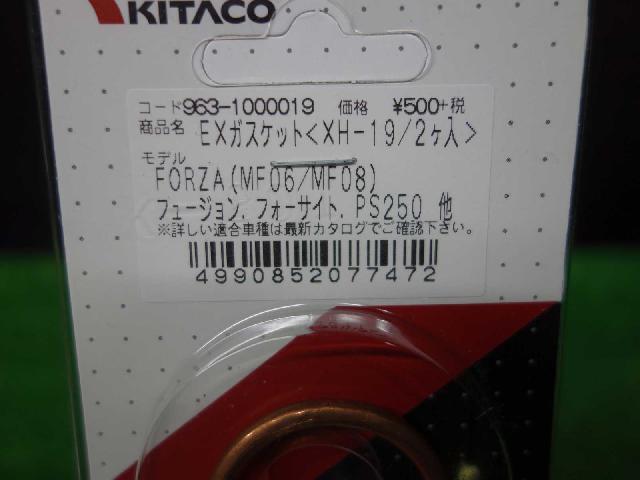 KITACO
コード963-1000019 価格 ¥500+税
商品名 EXガスケット<XH-19/2ヶ入>
モデル
FORZA(MF06/MF08)
フュージョン. フォーサイト. PS250 他
※詳しい適合車種は最新カタログでご確認下さい。
4990852077472